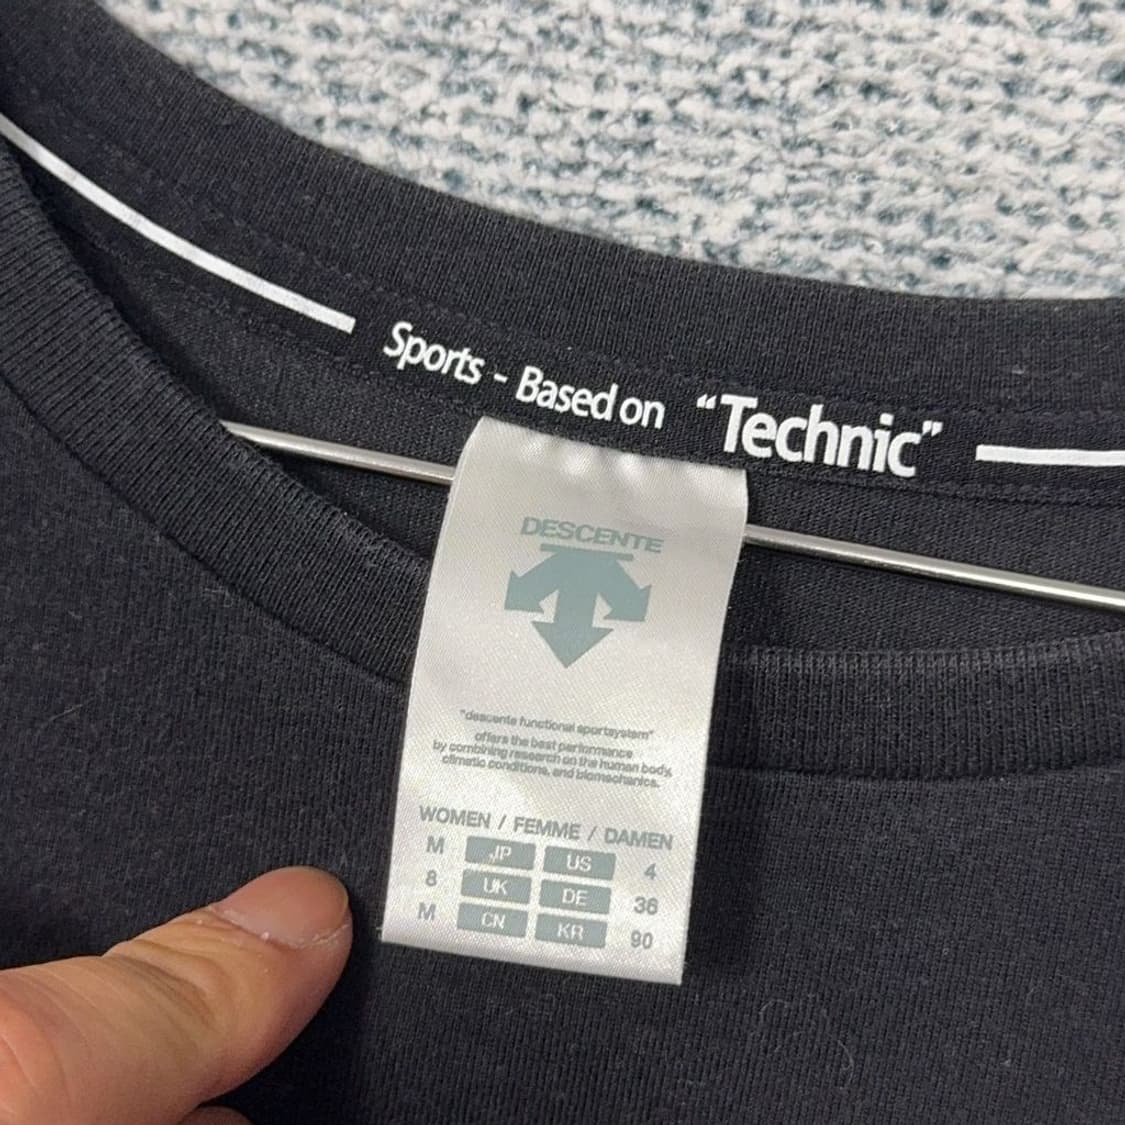 Sports - Based on “Technic”
DESCENTE
"descente functional sportsystem"
offers the best performance
by combining research on the human body,
climatic conditions, and biomechanics.
WOMEN / FEMME / DAMEN
M JP US 4
8 UK DE 36
M CN KR 90